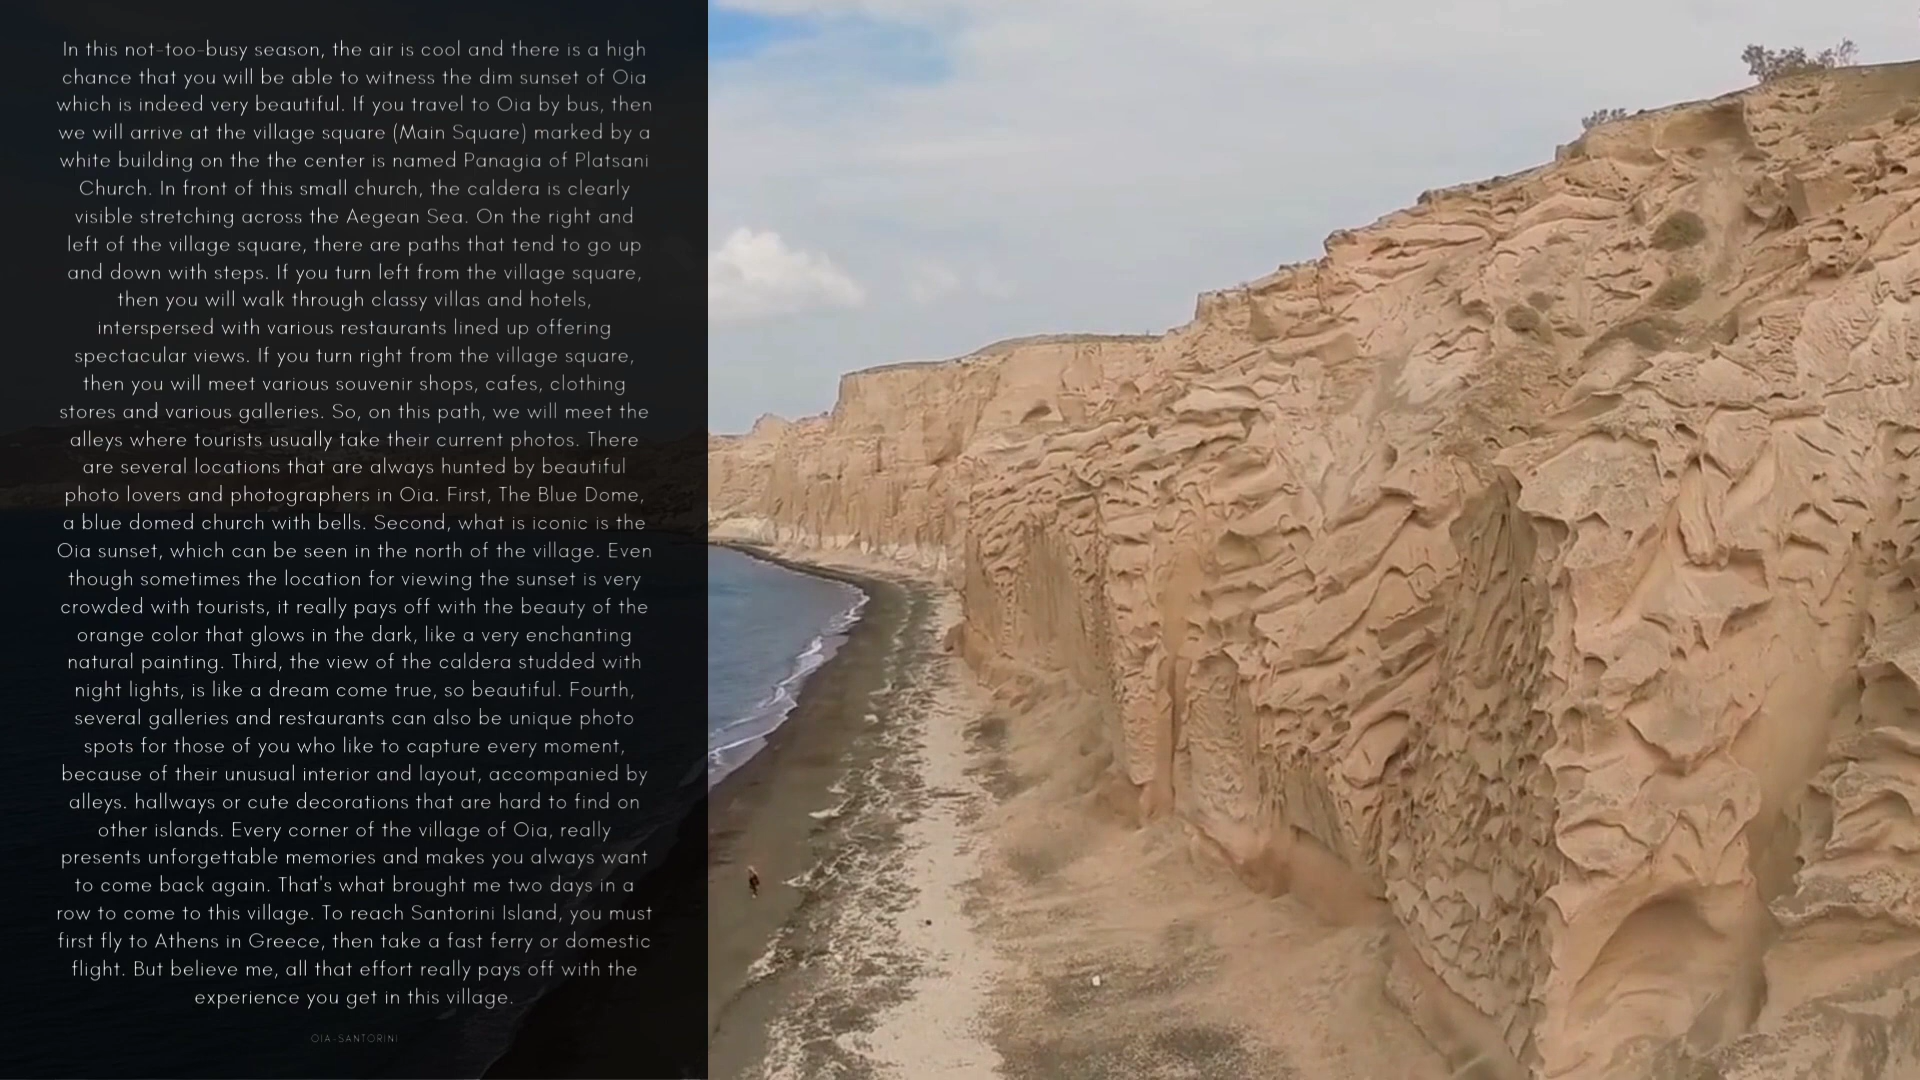 In this not-too-busy season, the air is cool and there is a high
chance that you will be able to witness the dim sunset of Oia
which is indeed very beautiful. If you travel to Oia by bus, then
we will arrive at the village square (Main Square) marked by a
white building on the the center is named Panagia of Platsani
Church. In front of this small church, the caldera is clearly
visible stretching across the Aegean Sea. On the right and
left of the village square, there are paths that tend to go up
and down with steps. If you turn left from the village square,
then you will walk through classy villas and hotels,
interspersed with various restaurants lined up offering
spectacular views. If you turn right from the village square,
then you will meet various souvenir shops, cafes, clothing
stores and various galleries. So, on this path, we will meet the
alleys where tourists usually take their current photos. There
are several locations that are always hunted by beautiful
photo lovers and photographers in Oia. First, The Blue Dome,
a blue domed church with bells. Second, what is iconic is the
Oia sunset, which can be seen in the north of the village. Even
though sometimes the location for viewing the sunset is very
crowded with tourists, it really pays off with the beauty of the
orange color that glows in the dark, like a very enchanting
natural painting. Third, the view of the caldera studded with
night lights, is like a dream come true, so beautiful. Fourth,
several galleries and restaurants can also be unique photo
spots for those of you who like to capture every moment,
because of their unusual interior and layout, accompanied by
alleys. hallways or cute decorations that are hard to find on
other islands. Every corner of the village of Oia, really
presents unforgettable memories and makes you always want
to come back again. That's what brought me two days in a
row to come to this village. To reach Santorini Island, you must
first fly to Athens in Greece, then take a fast ferry or domestic
flight. But believe me, all that effort really pays off with the
experience you get in this village.
OIA-SANTORINI